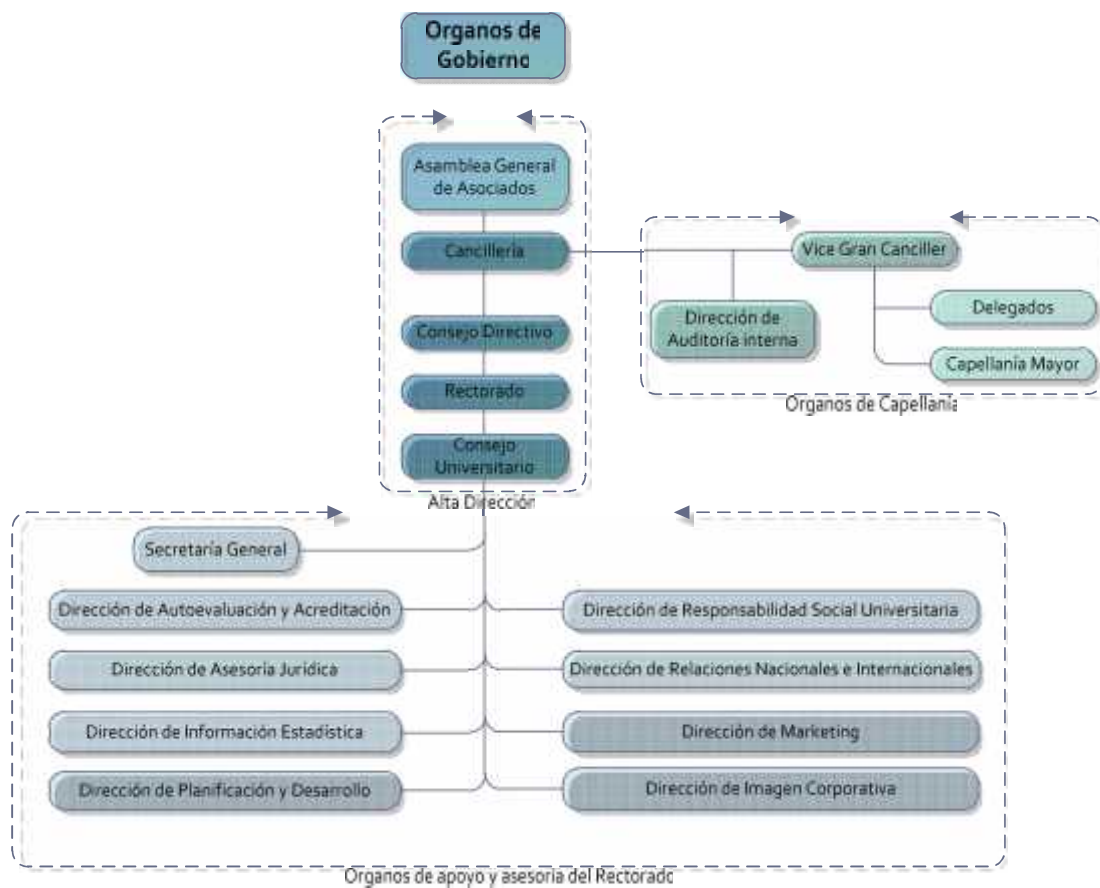 Organos de
Gobierno
Asamblea General
de Asociados
Cancillería
Consejo Directivo
Rectorado
Consejo
Universitario
Alta Dirección
Vice Gran Canciller
Dirección de
Auditoría interna
Delegados
Capellanía Mayor
Organos de Capellanía
Secretaría General
Dirección de Autoevaluación y Acreditación
Dirección de Asesoría Jurídica
Dirección de Información Estadística
Dirección de Planificación y Desarrollo
Dirección de Responsabilidad Social Universitaria
Dirección de Relaciones Nacionales e Internacionales
Dirección de Marketing
Dirección de Imagen Corporativa
Organos de apoyo y asesoría del Rectorado